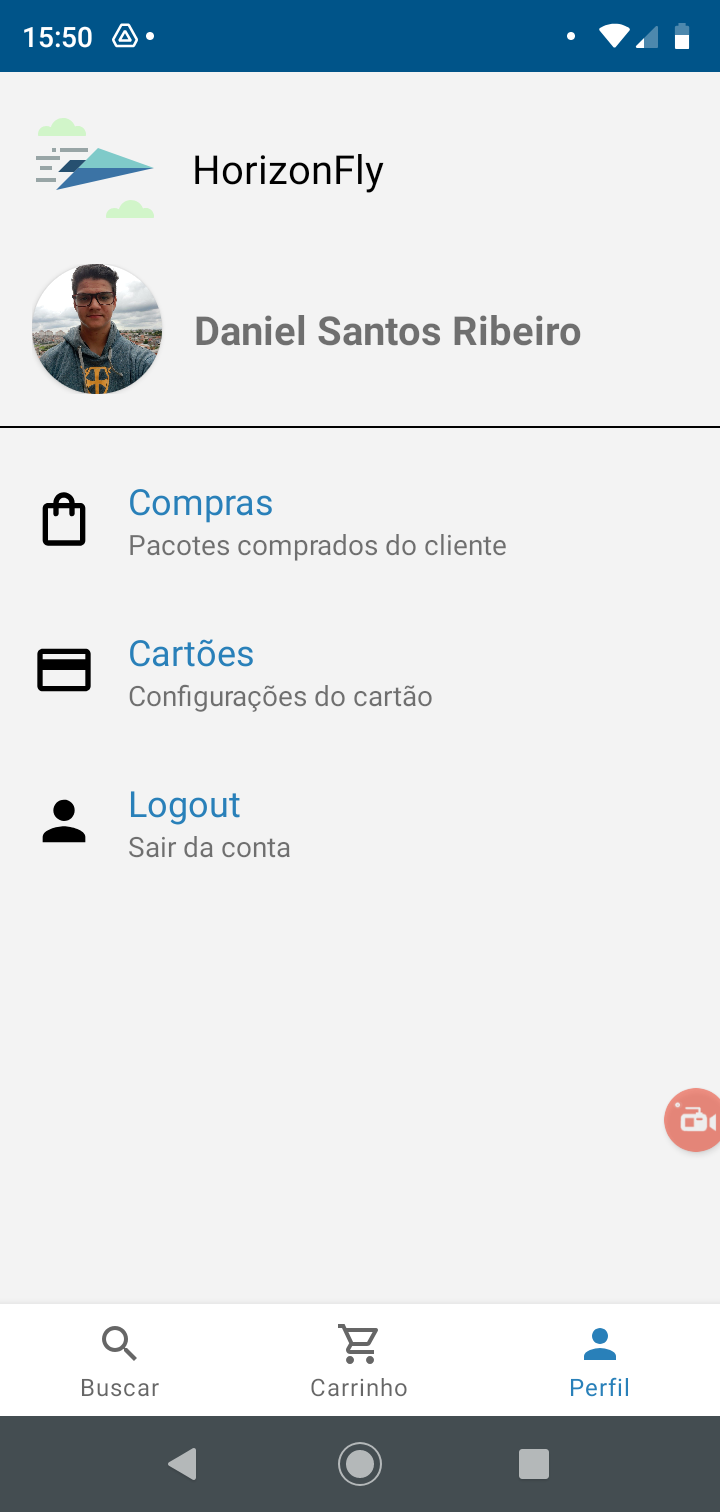 15:50
HorizonFly
Daniel Santos Ribeiro
Compras
Pacotes comprados do cliente
Cartões
Configurações do cartão
Logout
Sair da conta
Buscar
Carrinho
Perfil